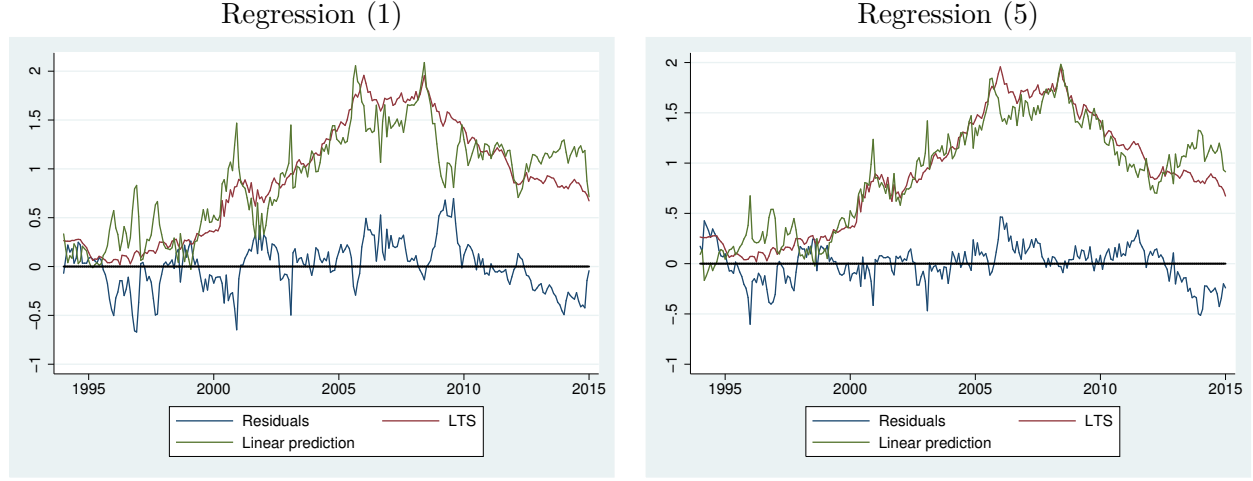 Regression (1)
2
1.5
1
0.5
0
−0.5
−1
1995 2000 2005 2010 2015
Residuals LTS
Linear prediction
Regression (5)
2
1.5
1
.5
0
−.5
−1
1995 2000 2005 2010 2015
Residuals LTS
Linear prediction